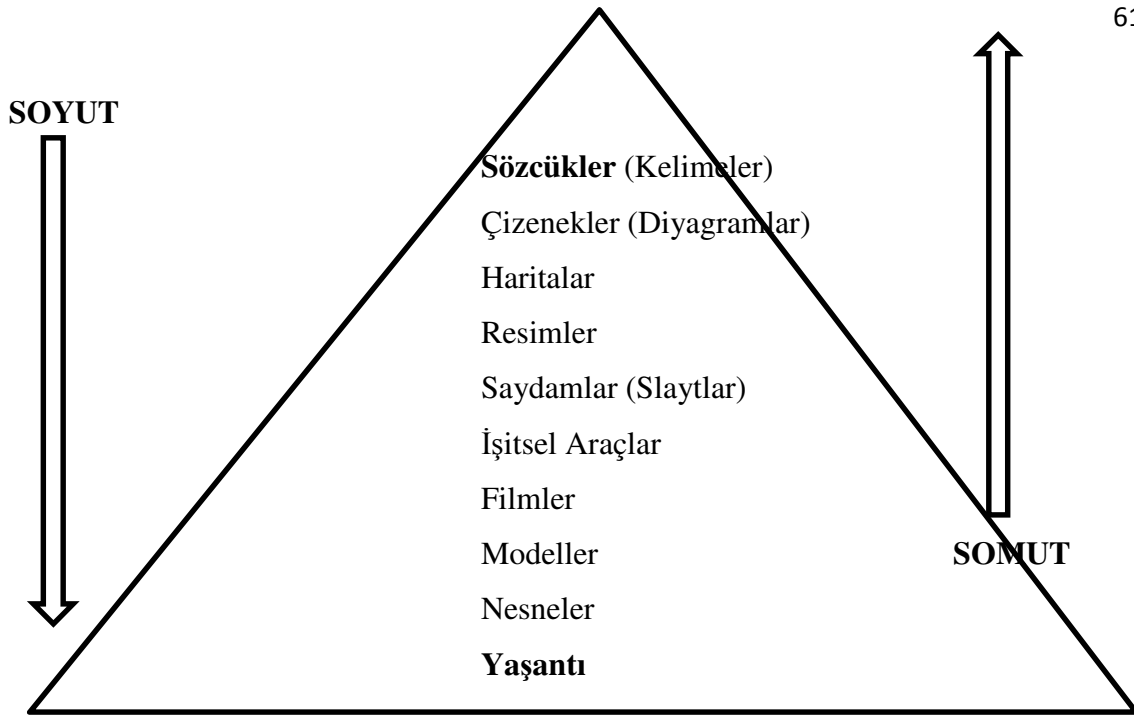 61
SOYUT
Sözcükler (Kelimeler)
Çizenekler (Diyagramlar)
Haritalar
Resimler
Saydamlar (Slaytlar)
İşitsel Araçlar
Filmler
Modeller
SOMUT
Nesneler
Yaşantı